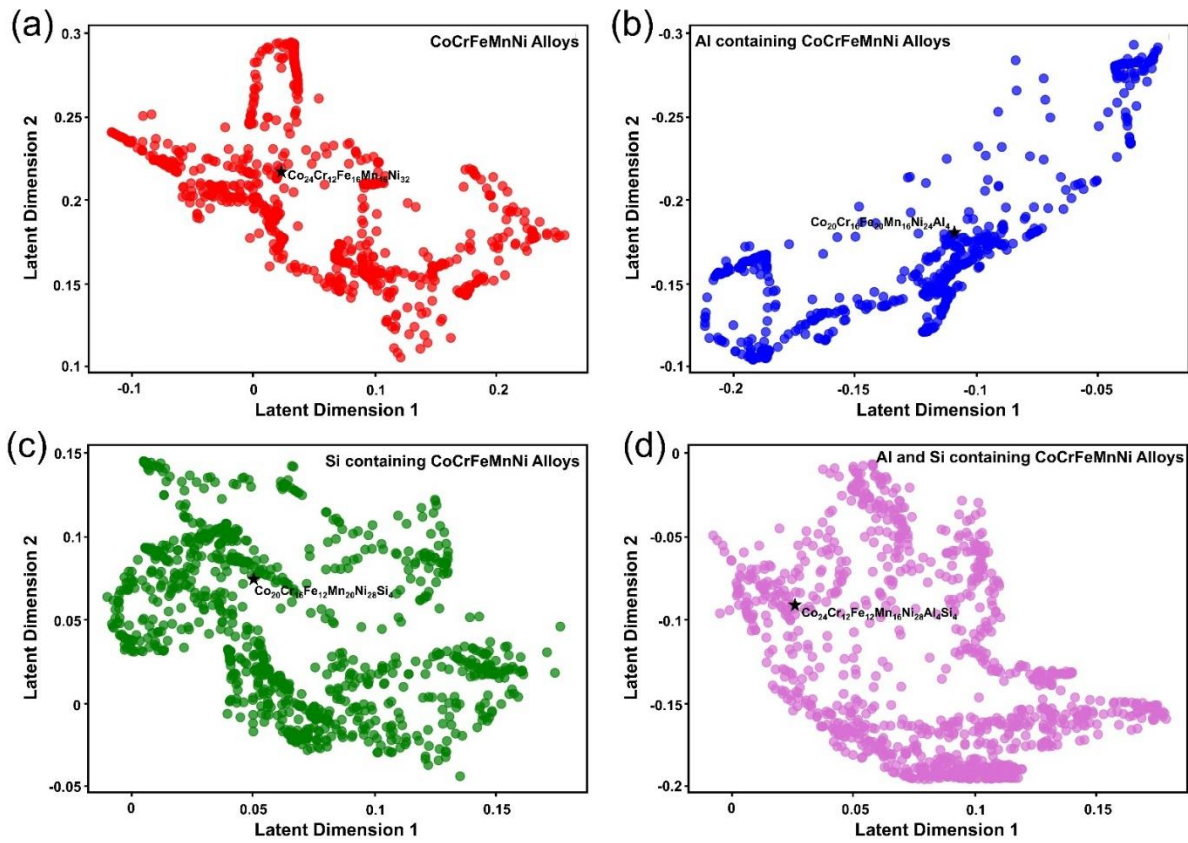 (a)
CoCrFeMnNi Alloys
Latent Dimension 2
0.3
0.25
0.2
0.15
0.1
Co₂₄Cr₁₂Fe₁₆Mn₁₆Ni₃₂
-0.1 0 0.1 0.2
Latent Dimension 1
(b)
Al containing CoCrFeMnNi Alloys
Latent Dimension 2
-0.3
-0.25
-0.2
-0.15
-0.1
Co₂₀Cr₁₆Fe₂₀Mn₁₆Ni₂₄Al₄
-0.2 -0.15 -0.1 -0.05
Latent Dimension 1
(c)
Si containing CoCrFeMnNi Alloys
Latent Dimension 2
0.15
0.1
0.05
0
-0.05
Co₂₀Cr₁₆Fe₁₂Mn₂₀Ni₂₈Si₄
0 0.05 0.1 0.15
Latent Dimension 1
(d)
Al and Si containing CoCrFeMnNi Alloys
Latent Dimension 2
0
-0.05
-0.1
-0.15
-0.2
Co₂₄Cr₁₂Fe₁₂Mn₁₆Ni₂₈Al₄Si₄
0 0.05 0.1 0.15
Latent Dimension 1